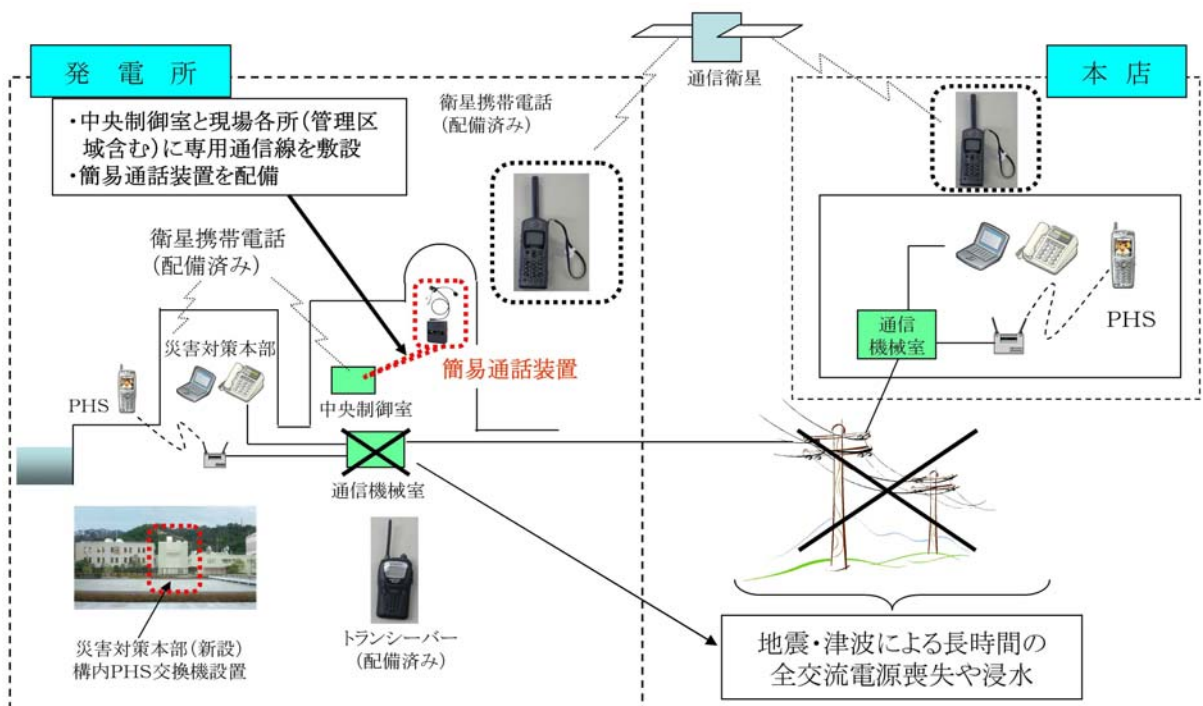 発電所
・中央制御室と現場各所（管理区
域含む）に専用通信線を敷設
・簡易通話装置を配備
通信衛星
本店
衛星携帯電話
（配備済み）
衛星携帯電話
（配備済み）
災害対策本部
簡易通話装置
PHS
中央制御室
通信機械室
通信
機械室
PHS
災害対策本部（新設）
構内PHS交換機設置
トランシーバー
（配備済み）
地震・津波による長時間の
全交流電源喪失や浸水